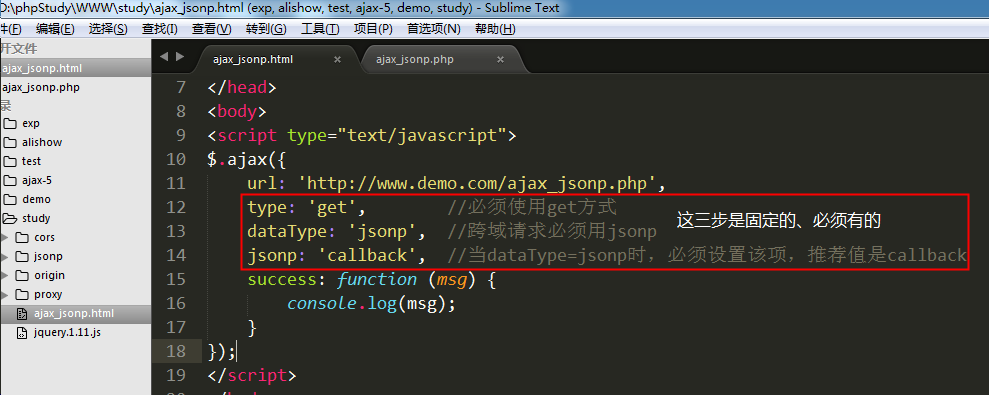 D:\phpStudy\WWW\study\ajax_jsonp.html (exp, alishow, test, ajax-5, demo, study) - Sublime Text
件(F) 编辑(E) 选择(S) 查找(I) 查看(V) 转到(G) 工具(T) 项目(P) 首选项(N) 帮助(H)
开文件
ajax_jsonp.html
ajax_jsonp.php
录
exp
alishow
test
ajax-5
demo
study
cors
jsonp
origin
proxy
ajax_jsonp.html
jquery.1.11.js
ajax_jsonp.html × ajax_jsonp.php ×
7 </head>
8 <body>
9 <script type="text/javascript">
10 $.ajax({
11 url: 'http://www.demo.com/ajax_jsonp.php',
12 type: 'get', //必须使用get方式
这三步是固定的、必须有的
13 dataType: 'jsonp', //跨域请求必须用jsonp
14 jsonp: 'callback', //当dataType=jsonp时，必须设置该项，推荐值是callback
15 success: function (msg) {
16 console.log(msg);
17 }
18 });
19 </script>